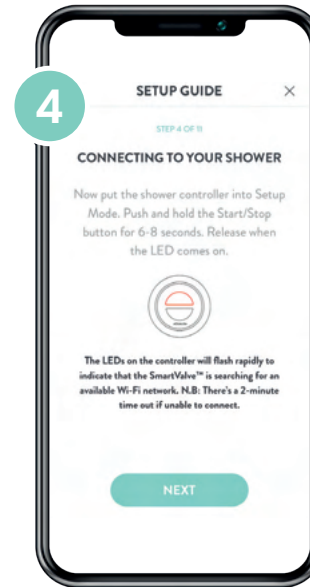 4
SETUP GUIDE ×
STEP 4 OF 11
CONNECTING TO YOUR SHOWER
Now put the shower controller into Setup
Mode. Push and hold the Start/Stop
button for 6-8 seconds. Release when
the LED comes on.
The LEDs on the controller will flash rapidly to
indicate that the SmartValve™ is searching for an
available Wi-Fi network. N.B: There's a 2-minute
time out if unable to connect.
NEXT